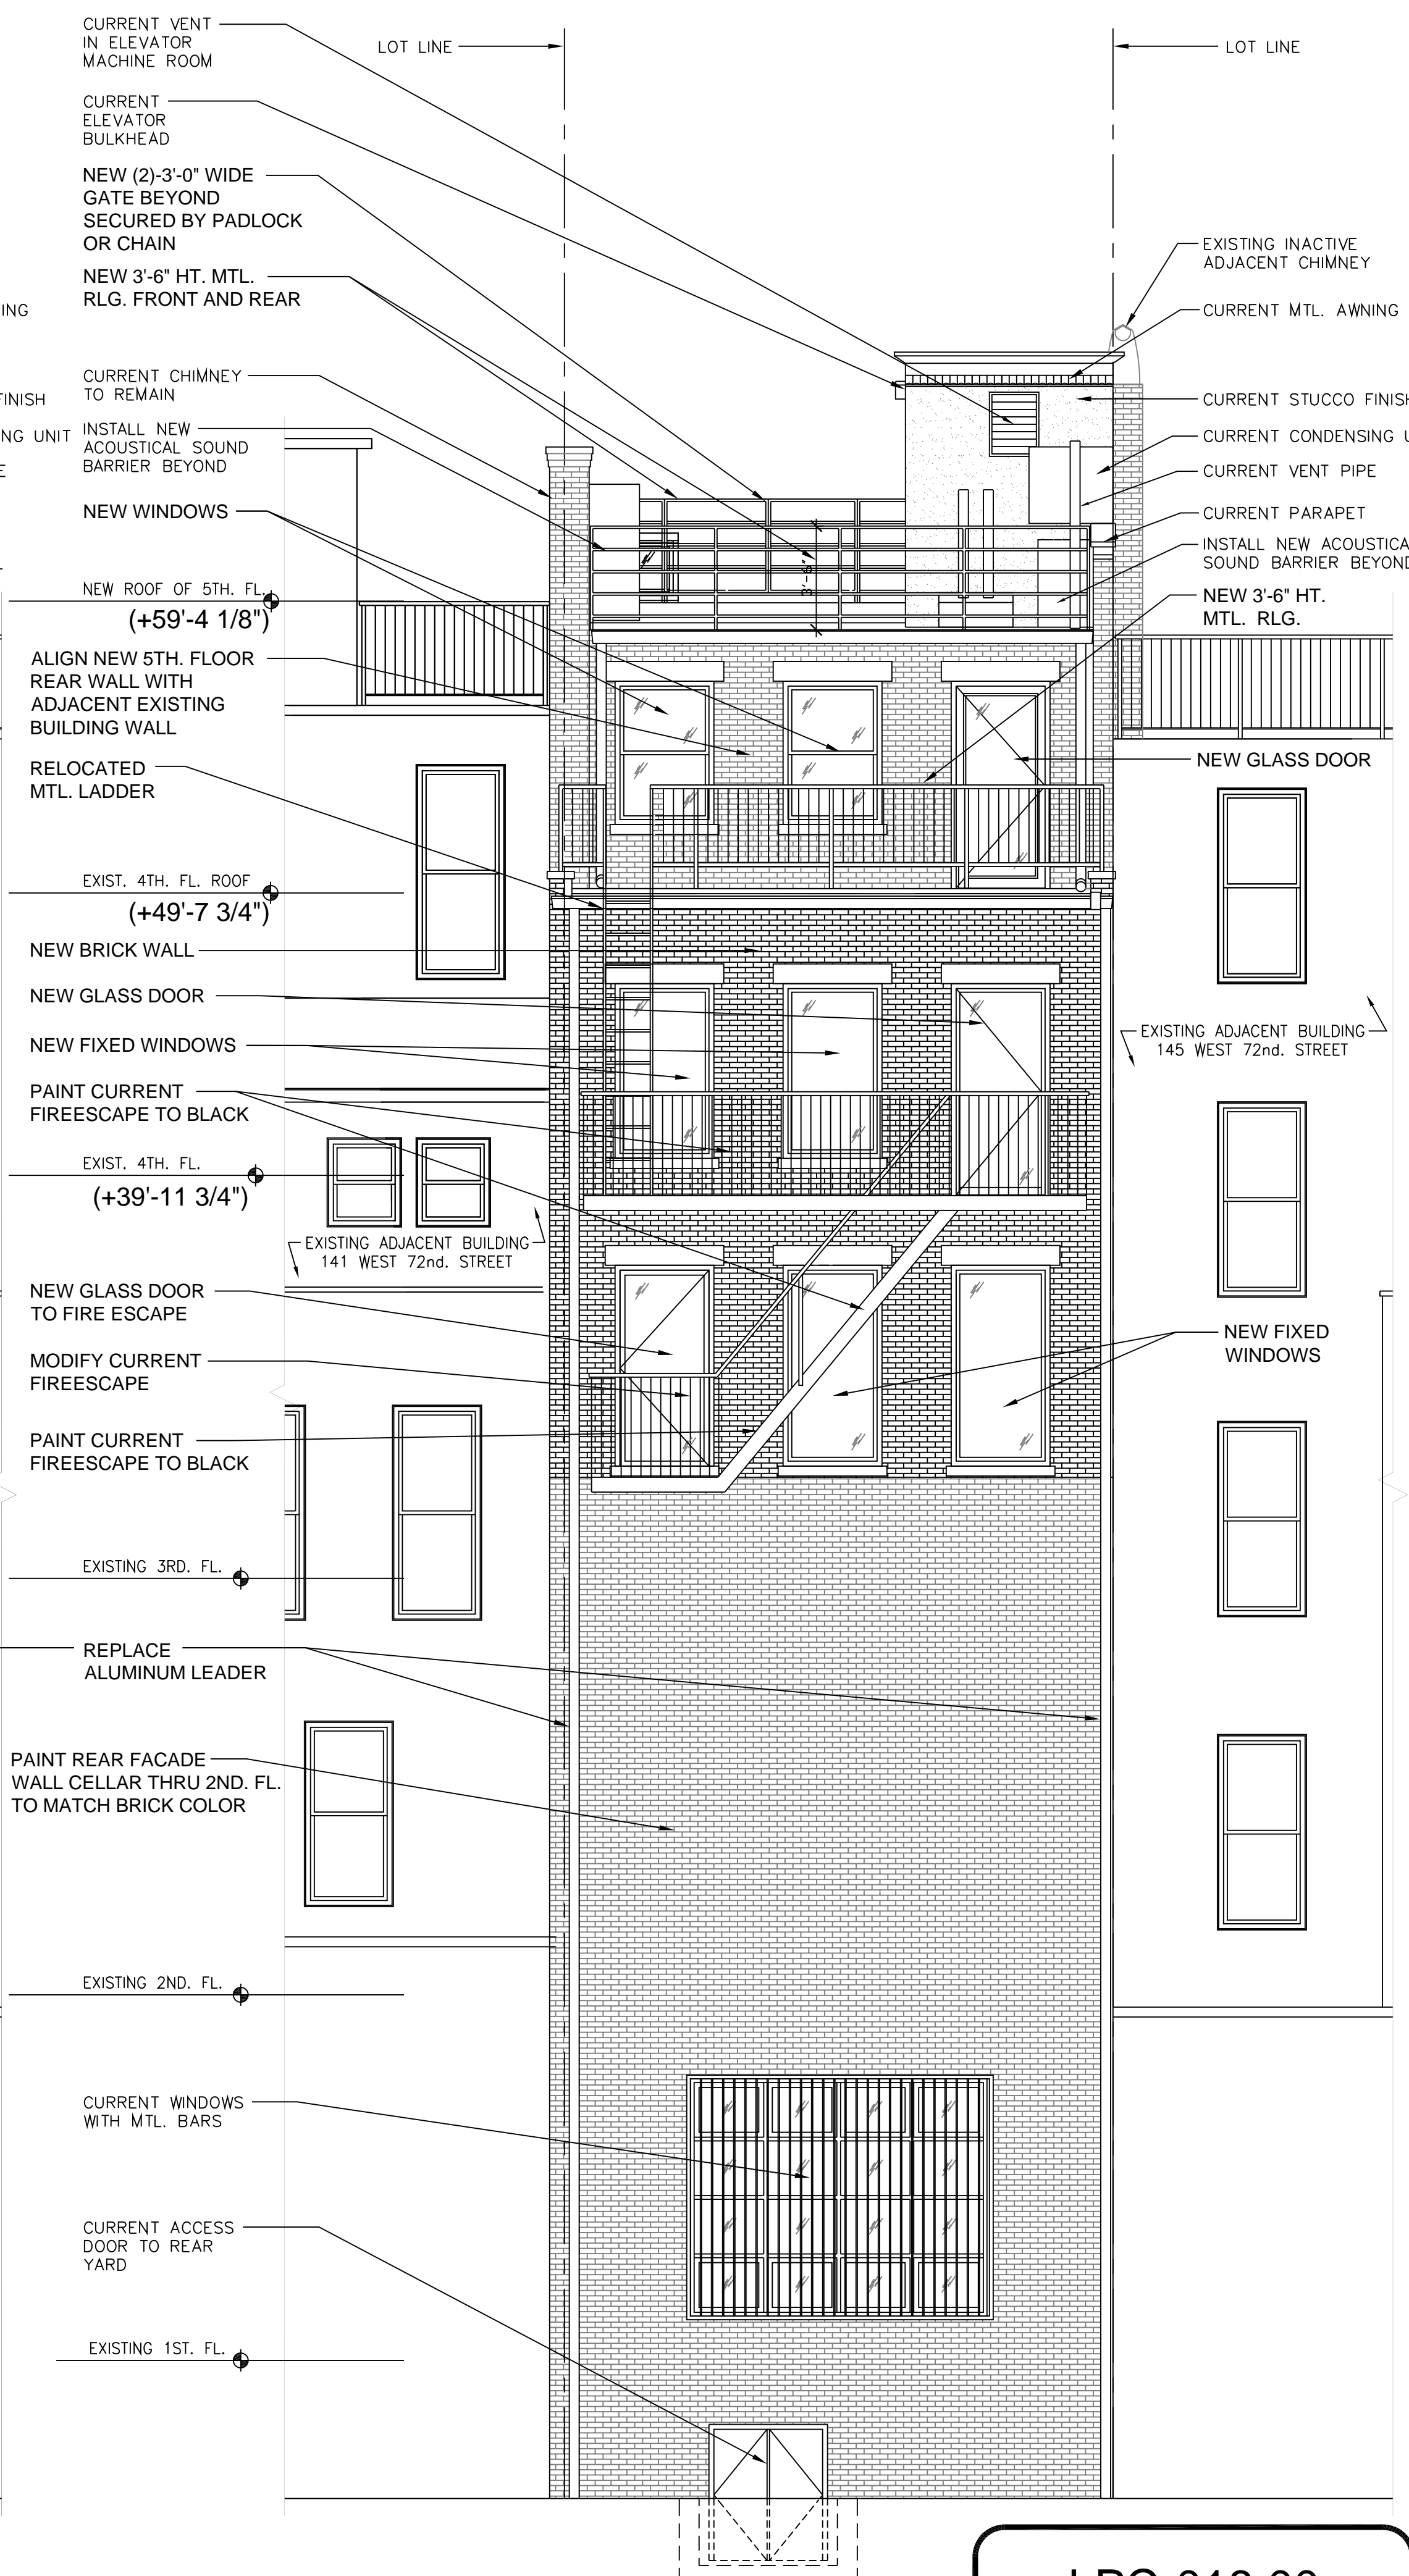 CURRENT VENT
IN ELEVATOR
MACHINE ROOM
LOT LINE
LOT LINE
CURRENT
ELEVATOR
BULKHEAD
NEW (2)-3'-0" WIDE
GATE BEYOND
SECURED BY PADLOCK
OR CHAIN
NEW 3'-6" HT. MTL.
RLG. FRONT AND REAR
ING
CURRENT CHIMNEY
TO REMAIN
FINISH
NG UNIT
INSTALL NEW
ACOUSTICAL SOUND
BARRIER BEYOND
E
NEW WINDOWS
NEW ROOF OF 5TH. FL.
(+59'-4 1/8")
ALIGN NEW 5TH. FLOOR
REAR WALL WITH
ADJACENT EXISTING
BUILDING WALL
RELOCATED
MTL. LADDER
EXIST. 4TH. FL. ROOF
(+49'-7 3/4")
NEW BRICK WALL
NEW GLASS DOOR
NEW FIXED WINDOWS
PAINT CURRENT
FIREESCAPE TO BLACK
EXIST. 4TH. FL.
(+39'-11 3/4")
EXISTING ADJACENT BUILDING
141 WEST 72nd. STREET
NEW GLASS DOOR
TO FIRE ESCAPE
MODIFY CURRENT
FIREESCAPE
PAINT CURRENT
FIREESCAPE TO BLACK
EXISTING 3RD. FL.
REPLACE
ALUMINUM LEADER
PAINT REAR FACADE
WALL CELLAR THRU 2ND. FL.
TO MATCH BRICK COLOR
EXISTING 2ND. FL.
CURRENT WINDOWS
WITH MTL. BARS
CURRENT ACCESS
DOOR TO REAR
YARD
EXISTING 1ST. FL.
3'-6"
EXISTING INACTIVE
ADJACENT CHIMNEY
CURRENT MTL. AWNING
CURRENT STUCCO FINISH
CURRENT CONDENSING U
CURRENT VENT PIPE
CURRENT PARAPET
INSTALL NEW ACOUSTICA
SOUND BARRIER BEYOND
NEW 3'-6" HT.
MTL. RLG.
NEW GLASS DOOR
EXISTING ADJACENT BUILDING
145 WEST 72nd. STREET
NEW FIXED
WINDOWS